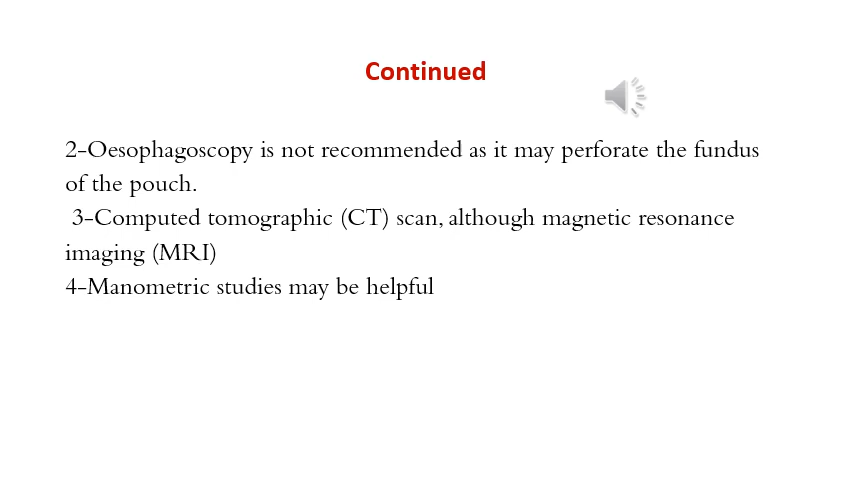 Continued
2-Oesophagoscopy is not recommended as it may perforate the fundus
of the pouch.
3-Computed tomographic (CT) scan, although magnetic resonance
imaging (MRI)
4-Manometric studies may be helpful